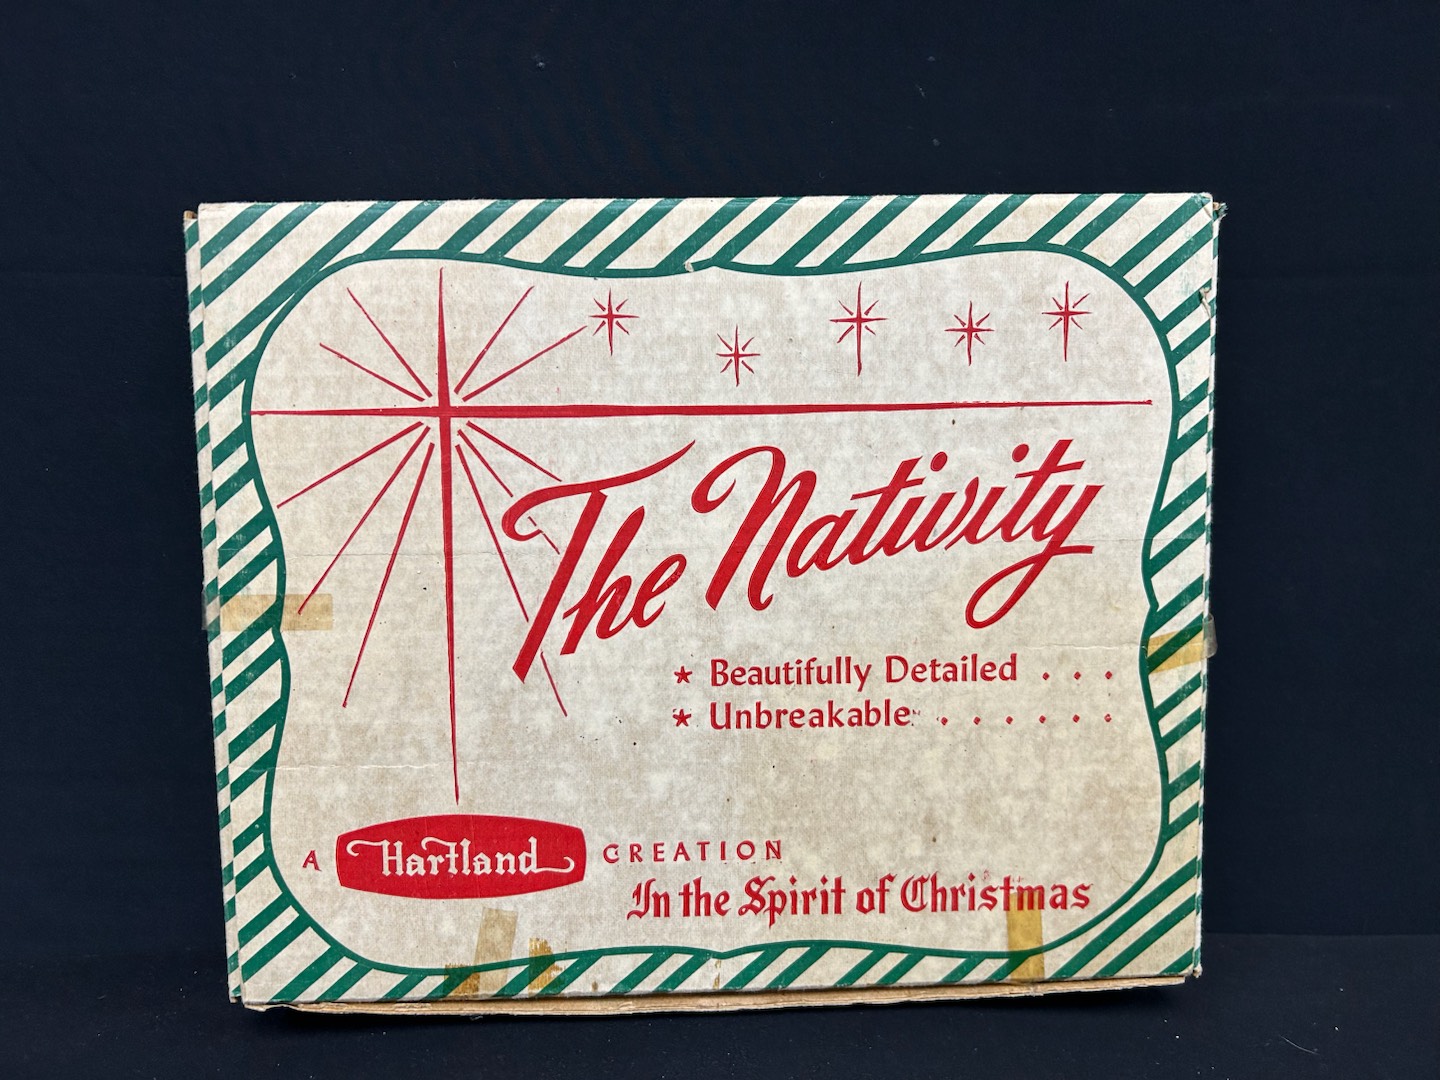 The Nativity
★ Beautifully Detailed . . .
★ Unbreakable . . . . . .
A Hartland CREATION
In the Spirit of Christmas